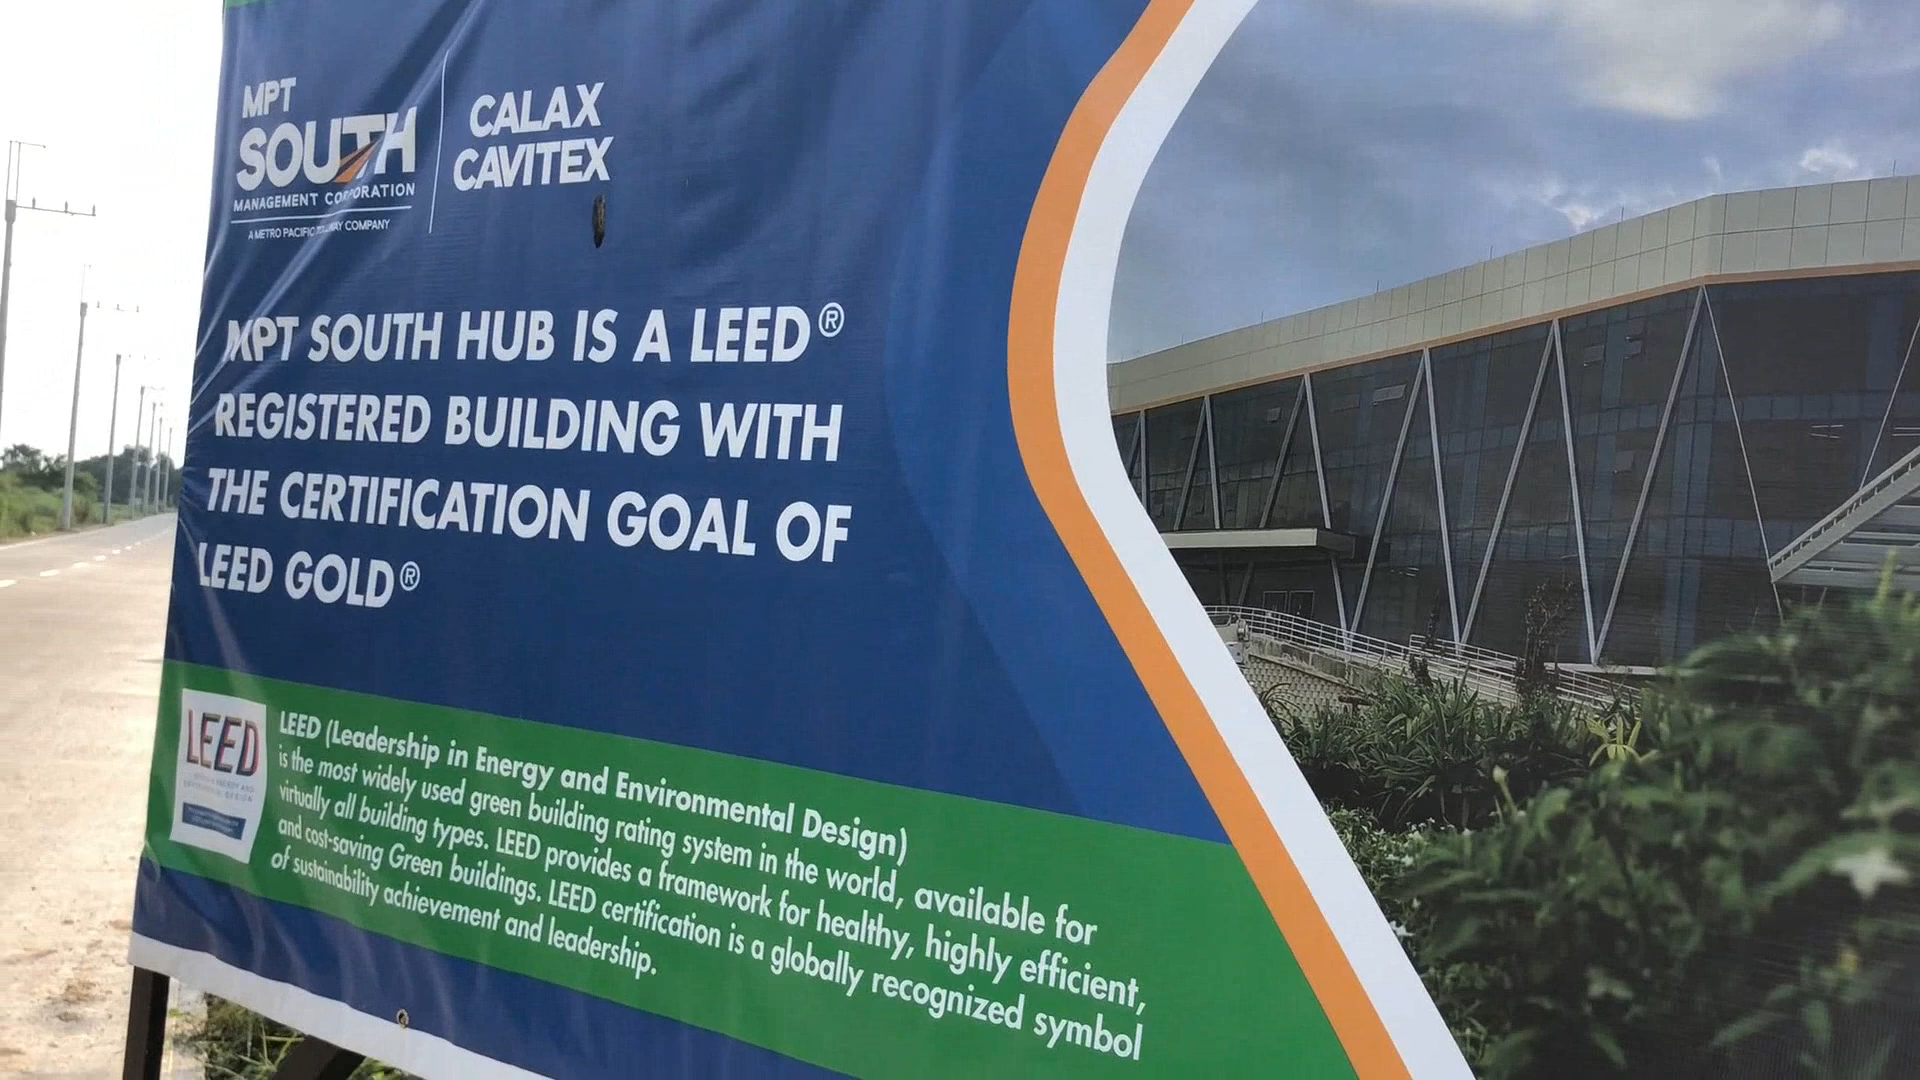 MPT
SOUTH
MANAGEMENT CORPORATION
A METRO PACIFIC TOLLWAY COMPANY
CALAX
CAVITEX
MPT SOUTH HUB IS A LEED®
REGISTERED BUILDING WITH
THE CERTIFICATION GOAL OF
LEED GOLD®
LEED
LEED (Leadership in Energy and Environmental Design)
is the most widely used green building rating system in the world, available for
virtually all building types. LEED provides a framework for healthy, highly efficient,
and cost-saving Green buildings. LEED certification is a globally recognized symbol
of sustainability achievement and leadership.